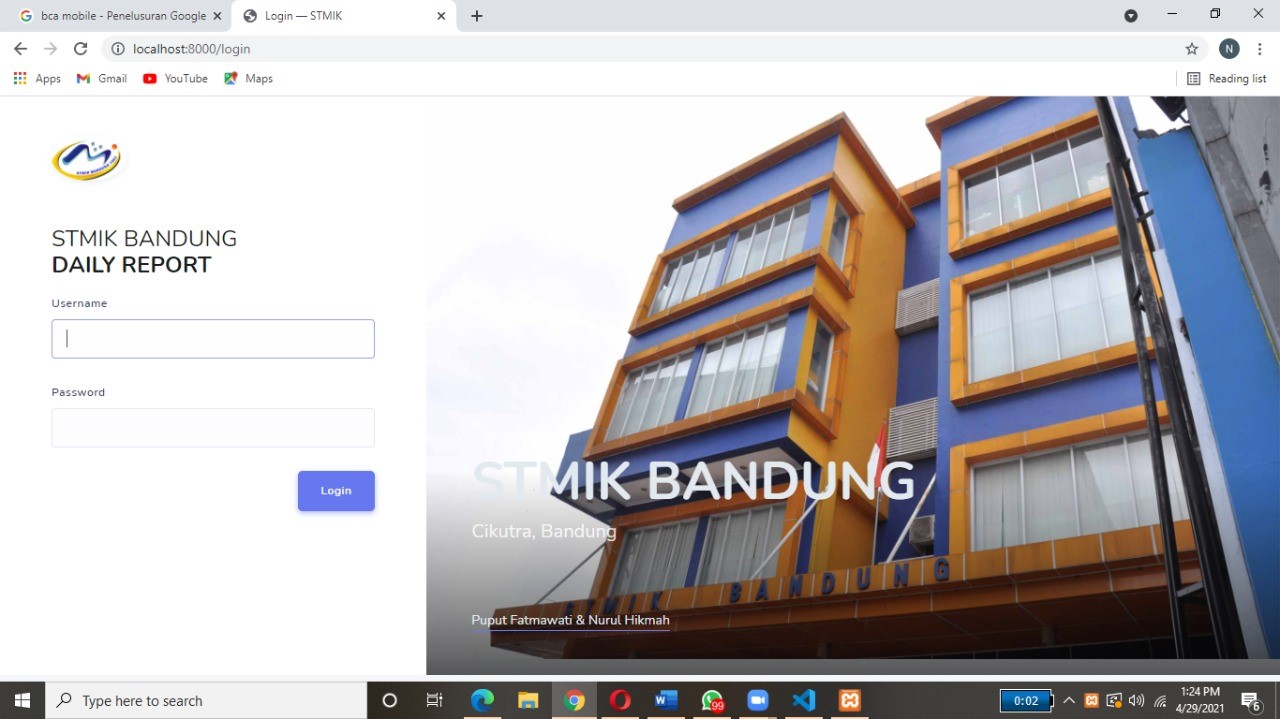 bca mobile - Penelusuran Google
Login — STMIK
localhost:8000/login
N
Apps
Gmail
YouTube
Maps
Reading list
STMIK BANDUNG
DAILY REPORT
Username
Password
Login
STMIK BANDUNG
Cikutra, Bandung
STMIK BANDUNG
Puput Fatmawati & Nurul Hikmah
Type here to search
99
0:02
1:24 PM
4/29/2021
6